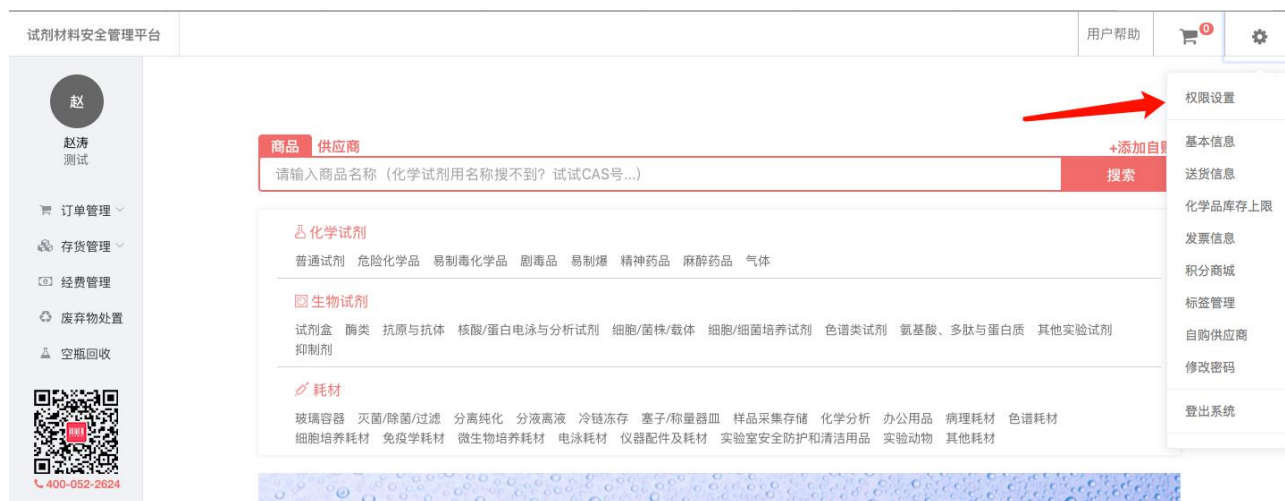 试剂材料安全管理平台
用户帮助
0
赵
赵涛
测试
订单管理
存货管理
经费管理
废弃物处置
空瓶回收
400-052-2624
商品 供应商
+添加自购
请输入商品名称（化学试剂用名称搜不到？试试CAS号...）
搜索
化学试剂
普通试剂 危险化学品 易制毒化学品 剧毒品 易制爆 精神药品 麻醉药品 气体
生物试剂
试剂盒 酶类 抗原与抗体 核酸/蛋白电泳与分析试剂 细胞/菌株/载体 细胞/细菌培养试剂 色谱类试剂 氨基酸、多肽与蛋白质 其他实验试剂
抑制剂
耗材
玻璃容器 灭菌/除菌/过滤 分离纯化 分液离液 冷链冻存 塞子/称量器皿 样品采集存储 化学分析 办公用品 病理耗材 色谱耗材
细胞培养耗材 免疫学耗材 微生物培养耗材 电泳耗材 仪器配件及耗材 实验室安全防护和清洁用品 实验动物 其他耗材
权限设置
基本信息
送货信息
化学品库存上限
发票信息
积分商城
标签管理
自购供应商
修改密码
登出系统